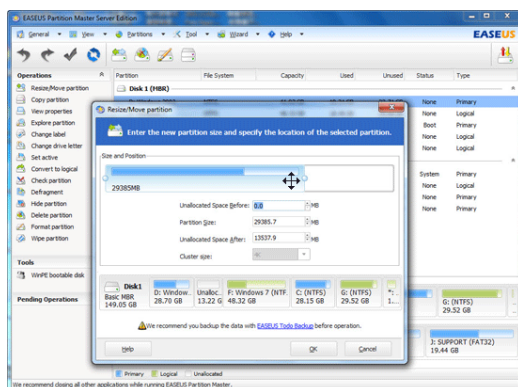 EASEUS Partition Master Server Edition
General View Partitions Tool Wizard Help EASEUS
Operations
Resize/Move partition
Copy partition
View properties
Explore partition
Change label
Change drive letter
Set active
Convert to logical
Check partition
Defragment
Hide partition
Delete partition
Format partition
Wipe partition
Tools
WinPE bootable disk
Pending Operations
Partition File System Capacity Used Unused Status Type
Disk 1 (MBR)
None Primary
None Logical
Boot Primary
None Primary
None Logical
System Primary
None Logical
None Primary
None Primary
Resize/Move partition
Enter the new partition size and specify the location of the selected partition.
Size and Position
29385MB
Unallocated Space Before: 0.0 MB
Partition Size: 29385.7 MB
Unallocated Space After: 13537.9 MB
Cluster size:
Disk1
Basic MBR
149.05 GB
D: Window..
28.70 GB
Unalloc..
13.22 G
F: Windows 7 (NTF..
48.32 GB
C: (NTFS)
28.15 GB
G: (NTFS)
29.52 GB
We recommend you backup the data with EASEUS Todo Backup before operation.
Help OK Cancel
G: (NTFS)
29.52 GB
J: SUPPORT (FAT32)
19.44 GB
Primary Logical Unallocated
We recommend closing all other applications while running EASEUS Partition Master.